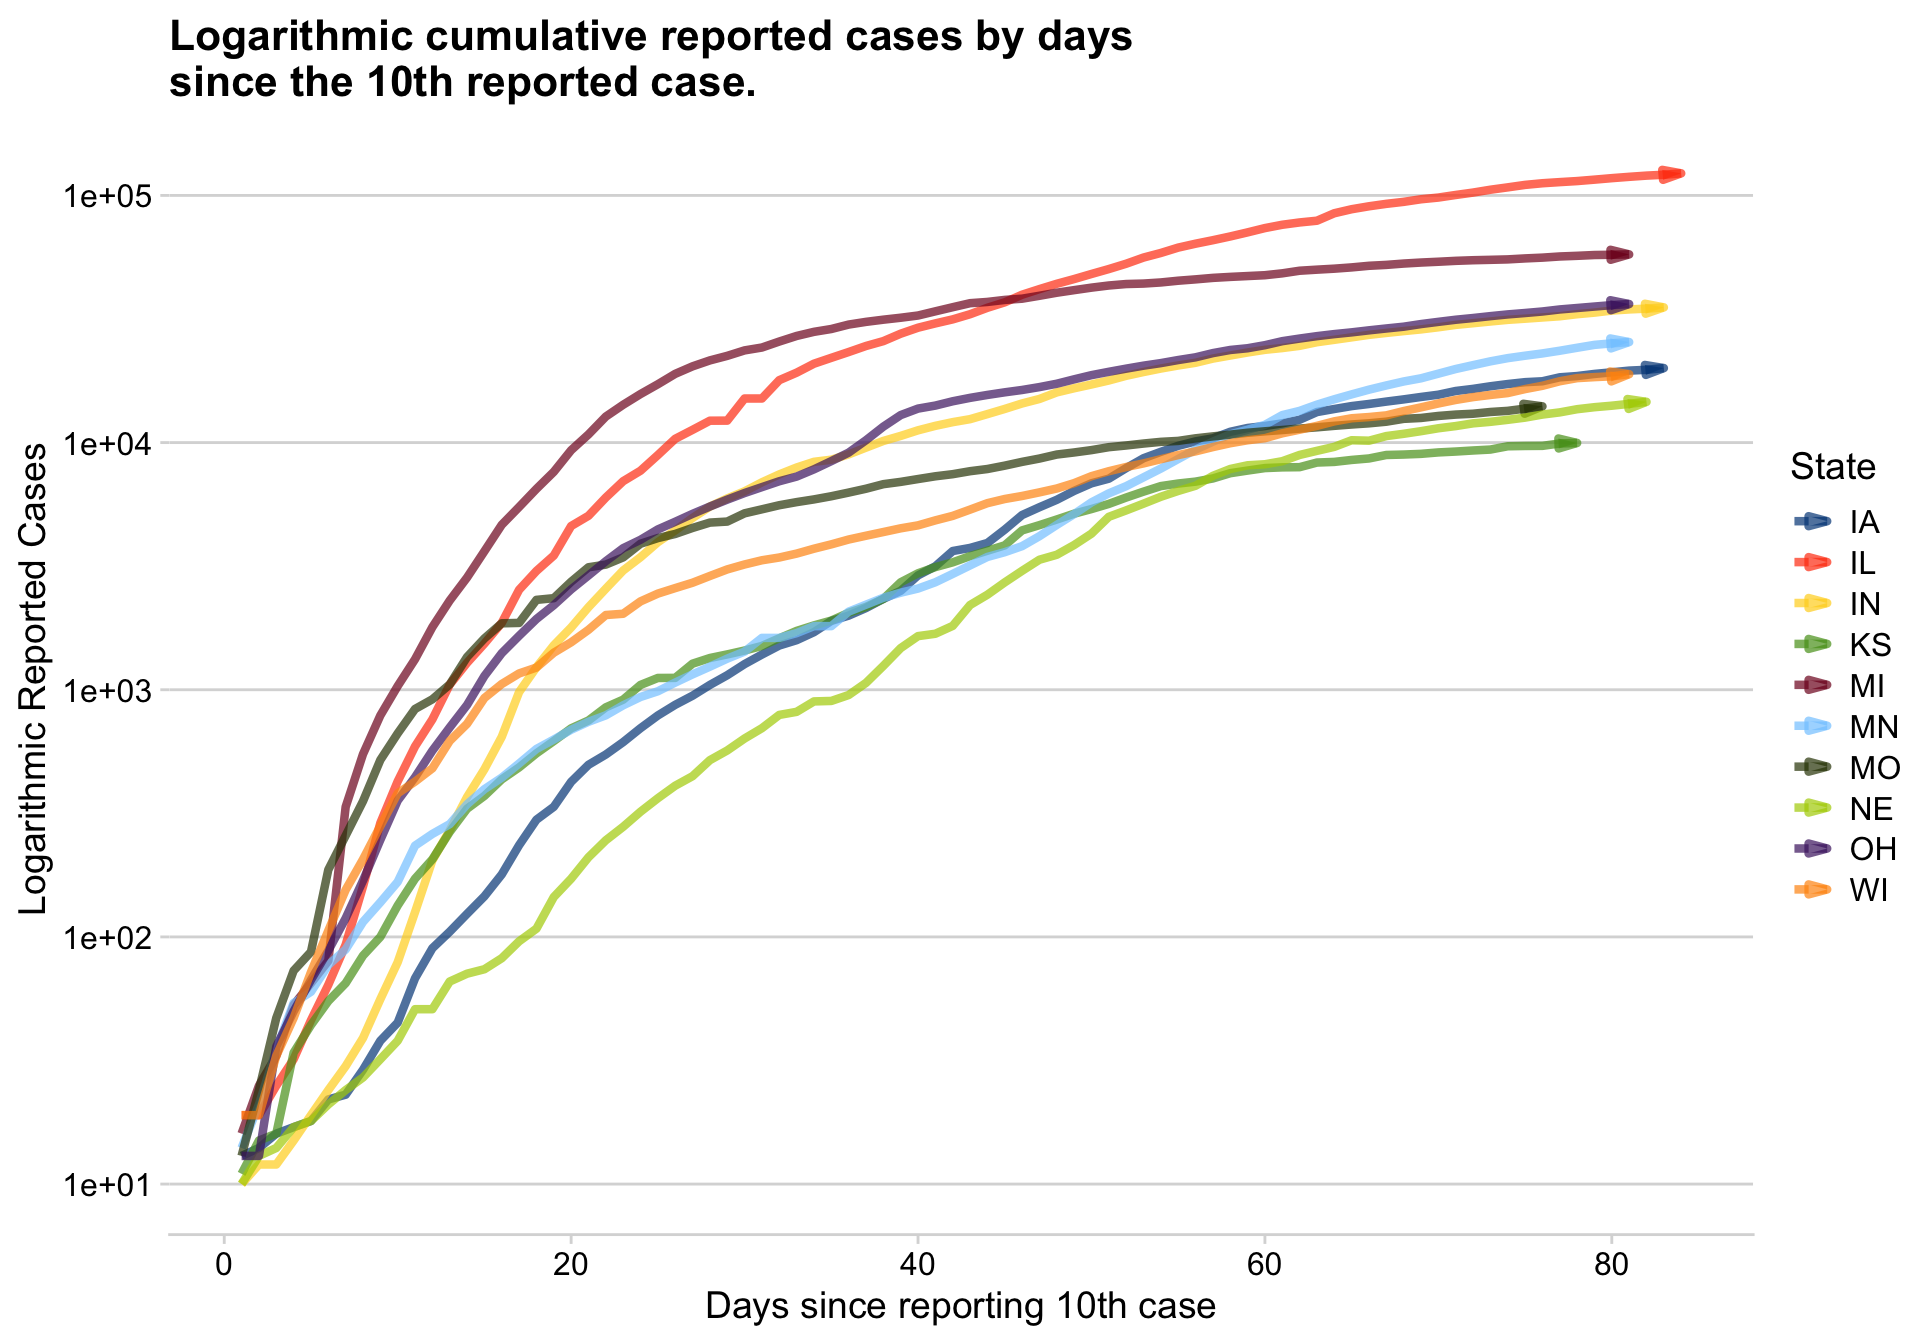 Logarithmic cumulative reported cases by days
since the 10th reported case.
1e+05
1e+04
1e+03
1e+02
1e+01
Logarithmic Reported Cases
0
20
40
60
80
Days since reporting 10th case
State
IA
IL
IN
KS
MI
MN
MO
NE
OH
WI